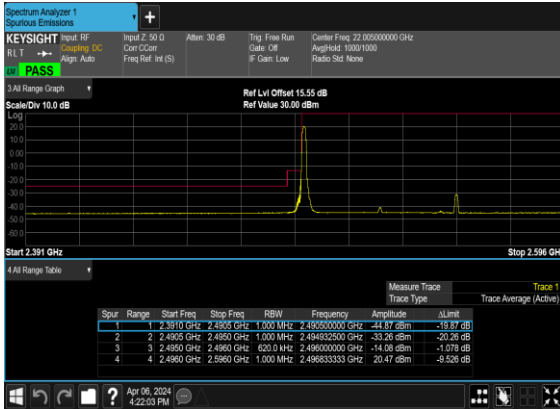 Spectrum Analyzer 1
Spurious Emissions
+
KEYSIGHT Input: RF Input Z: 50 Ω Atten: 30 dB Trig: Free Run Center Freq: 22.005000000 GHz
RLT Coupling: DC Corr CCorr Gate: Off Avg|Hold: 1000/1000
Align: Auto Freq Ref: Int (S) IF Gain: Low Radio Std: None
PASS
3 All Range Graph
Ref Lvl Offset 15.55 dB
Scale/Div 10.0 dB Ref Value 30.00 dBm
Log
20.0
10.0
0.00
-10.0
-20.0
-30.0
-40.0
-50.0
-60.0
Start 2.391 GHz Stop 2.596 GH
4 All Range Table
Measure Trace Trace 1
Trace Type Trace Average (Active)
Spur Range Start Freq Stop Freq RBW Frequency Amplitude ΔLimit
1 1 2.3910 GHz 2.4905 GHz 1.000 MHz 2.490500000 GHz -44.87 dBm -19.87 dB
2 2 2.4905 GHz 2.4950 GHz 1.000 MHz 2.494932500 GHz -33.26 dBm -20.26 dB
3 3 2.4950 GHz 2.4960 GHz 620.0 kHz 2.496000000 GHz -14.08 dBm -1.078 dB
4 4 2.4960 GHz 2.5960 GHz 1.000 MHz 2.496833333 GHz 20.47 dBm -9.526 dB
? Apr 06, 2024
4:22:03 PM